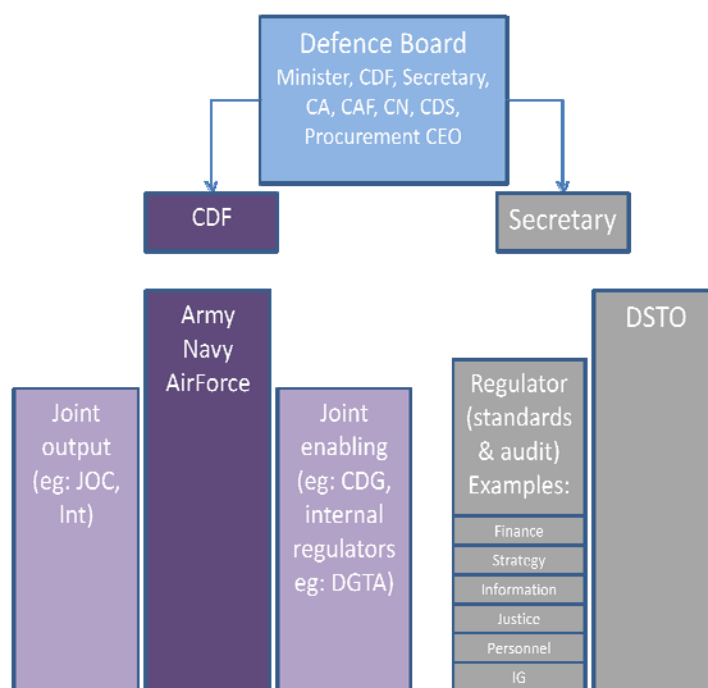 Defence Board
Minister, CDF, Secretary,
CA, CAF, CN, CDS,
Procurement CEO
CDF
Secretary
Army
Navy
AirForce
Joint
output
(eg: JOC,
Int)
Joint
enabling
(eg: CDG,
internal
regulators
eg: DGTA)
Regulator
(standards
& audit)
Examples:
Finance
Strategy
Information
Justice
Personnel
IG
DSTO